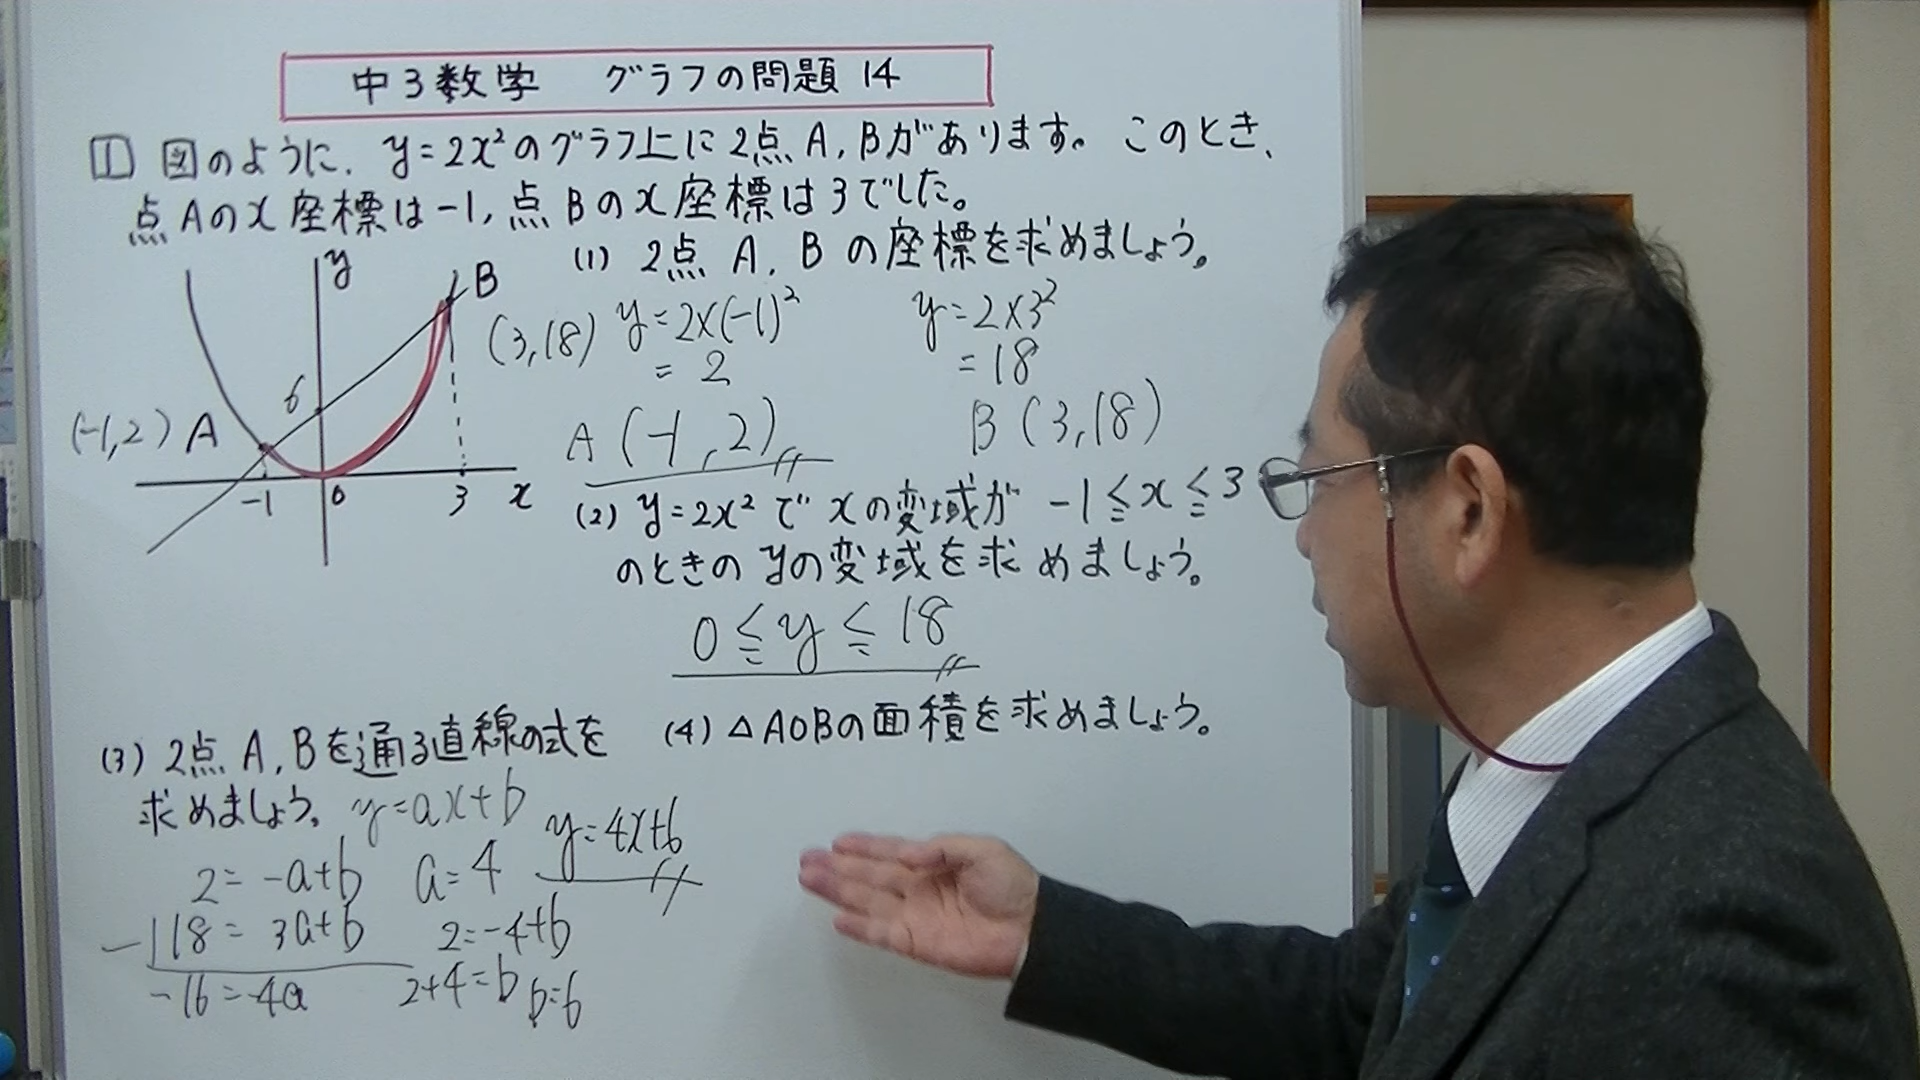 中3数学 グラフの問題 14
1 図のように、y=2x²のグラフ上に2点A,Bがあります。このとき、
点Aのx座標は-1,点Bのx座標は3でした。
(1) 2点 A, B の座標を求めましょう。
y=2×(-1)²
=2
A(-1,2)
y=2×3²
=18
B(3,18)
y
B
(3,18)
6
(-1,2) A
-1
0
3
x
(2) y=2x²で xの変域が -1≦x≦3
のときの yの変域を求めましょう。
0≦y≦18
(3) 2点 A,Bを通る直線の式を
求めましょう。 y=ax+b
2=-a+b
-)18=3a+b
-16=-4a
a=4
2=-4+b
2+4=b b=6
y=4x+6
(4) △AOBの面積を求めましょう。